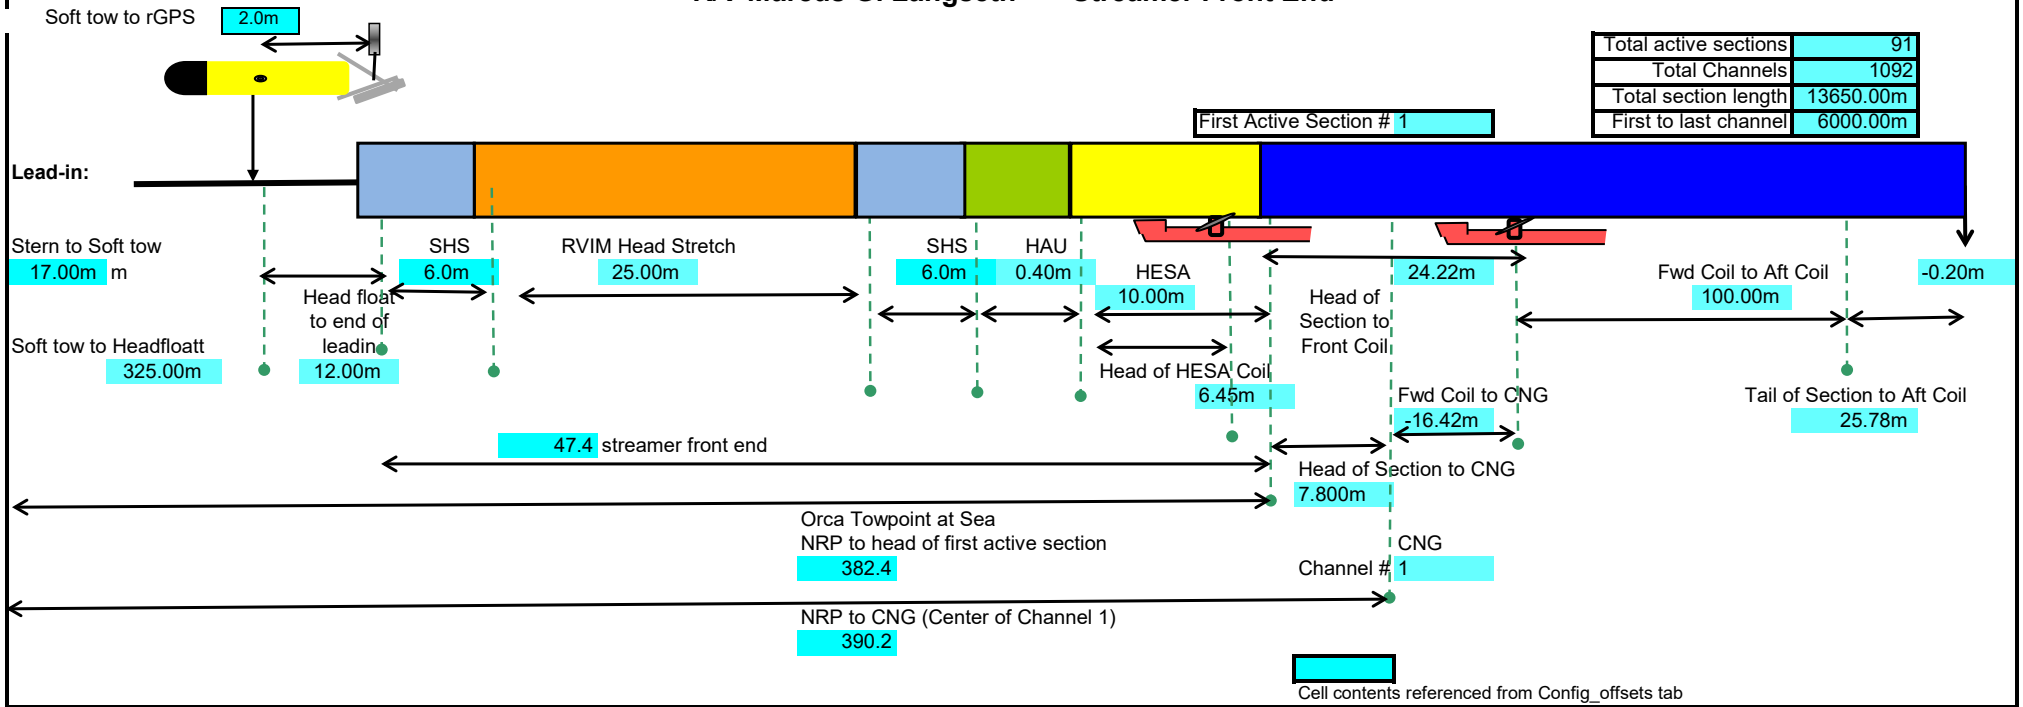 Soft tow to rGPS 2.0m
Total active sections 91
Total Channels 1092
Total section length 13650.00m
First to last channel 6000.00m
First Active Section # 1
Lead-in:
Stern to Soft tow
17.00m m
SHS
6.0m
RVIM Head Stretch
25.00m
SHS
6.0m
HAU
0.40m
HESA
10.00m
24.22m
Fwd Coil to Aft Coil
100.00m
-0.20m
Head float
to end of
leadin
12.00m
Head of
Section to
Front Coil
Soft tow to Headfloatt
325.00m
Head of HESA Coil
6.45m
Fwd Coil to CNG
-16.42m
Tail of Section to Aft Coil
25.78m
47.4 streamer front end
Head of Section to CNG
7.800m
Orca Towpoint at Sea
NRP to head of first active section
382.4
CNG
Channel # 1
NRP to CNG (Center of Channel 1)
390.2
Cell contents referenced from Config_offsets tab